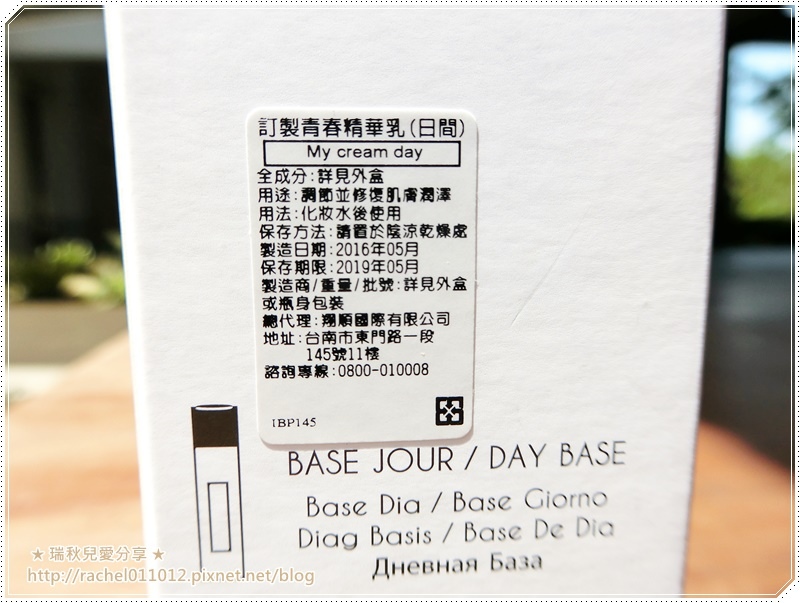 訂製青春精華乳(日間)
My cream day
全成分:詳見外盒
用途:調節並修復肌膚潤澤
用法:化妝水後使用
保存方法:請置於陰涼乾燥處
製造日期:2016年05月
保存期限:2019年05月
製造商/重量/批號:詳見外盒
或瓶身包裝
總代理:翔順國際有限公司
地址:台南市東門路一段
145號11樓
諮詢專線:0800-010008
IBP145
BASE JOUR / DAY BASE
Base Dia / Base Giorno
Diag Basis / Base De Dia
Дневная База
★ 瑞秋兒愛分享 ★
http://rachel011012.pixnet.net/blog